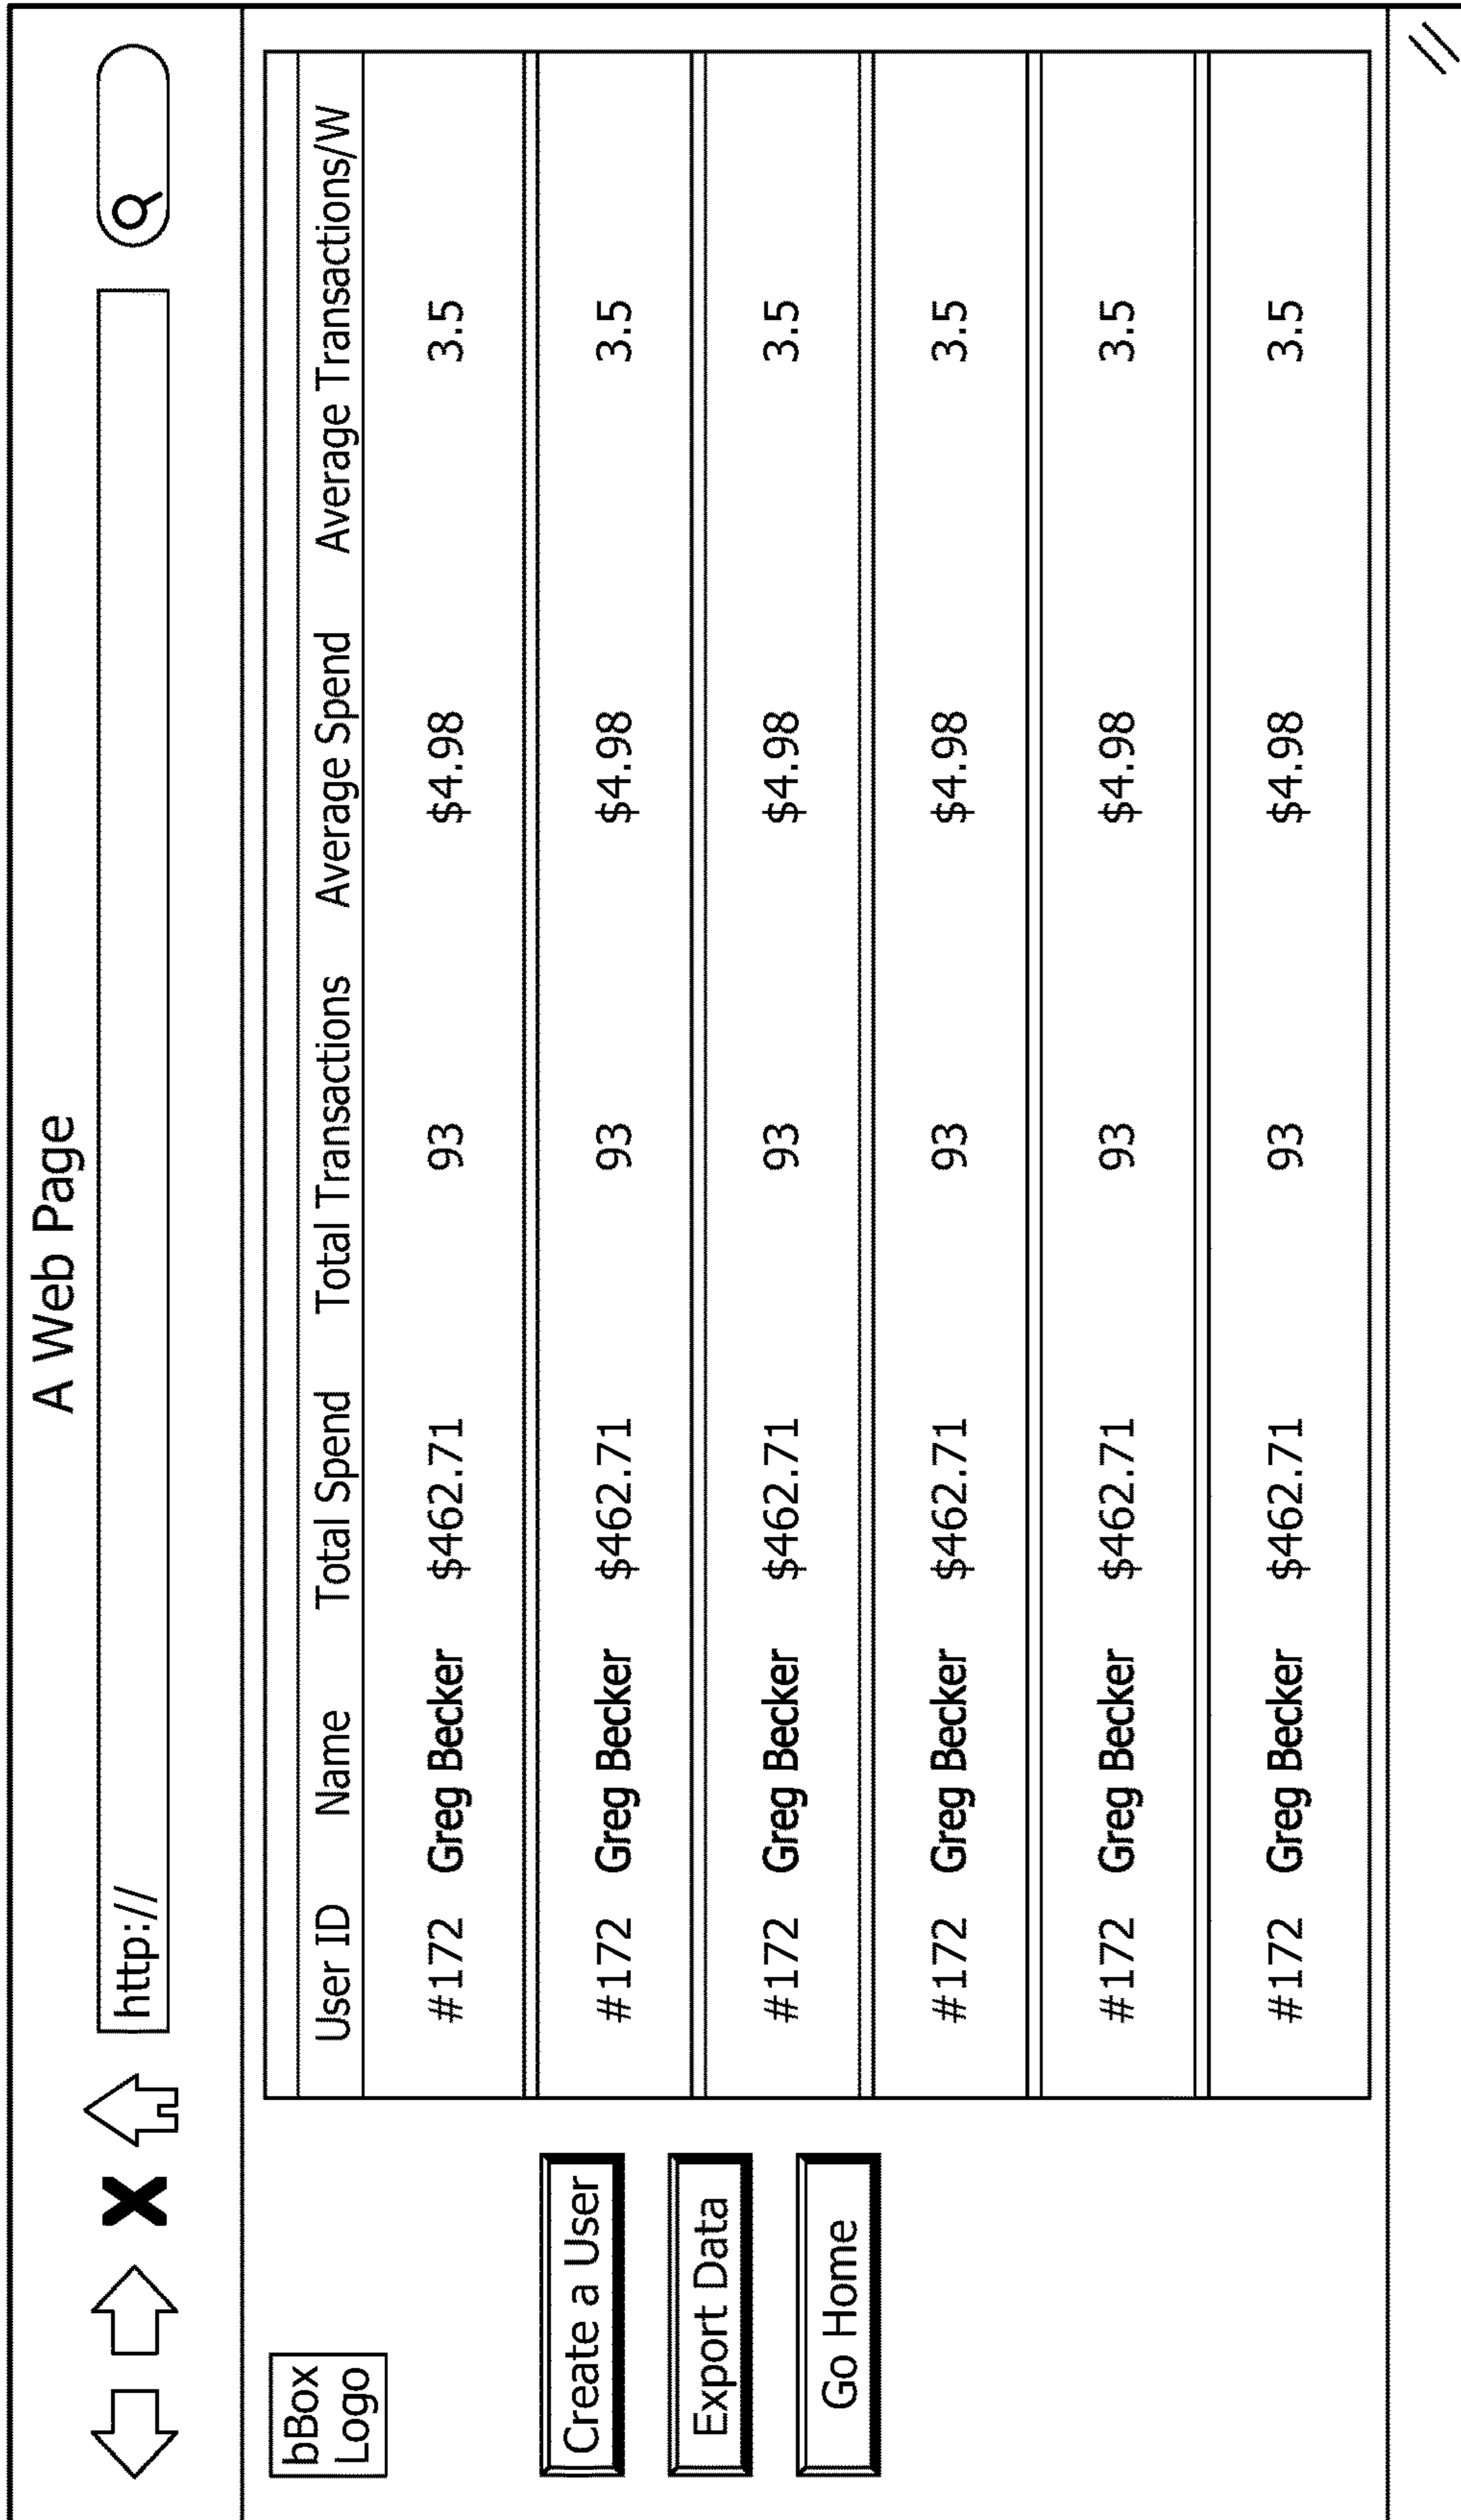 A Web Page
http://
bBox
Logo
Create a User
Export Data
Go Home
User ID Name Total Spend Total Transactions Average Spend Average Transactions/W
#172 Greg Becker $462.71 93 $4.98 3.5
#172 Greg Becker $462.71 93 $4.98 3.5
#172 Greg Becker $462.71 93 $4.98 3.5
#172 Greg Becker $462.71 93 $4.98 3.5
#172 Greg Becker $462.71 93 $4.98 3.5
#172 Greg Becker $462.71 93 $4.98 3.5